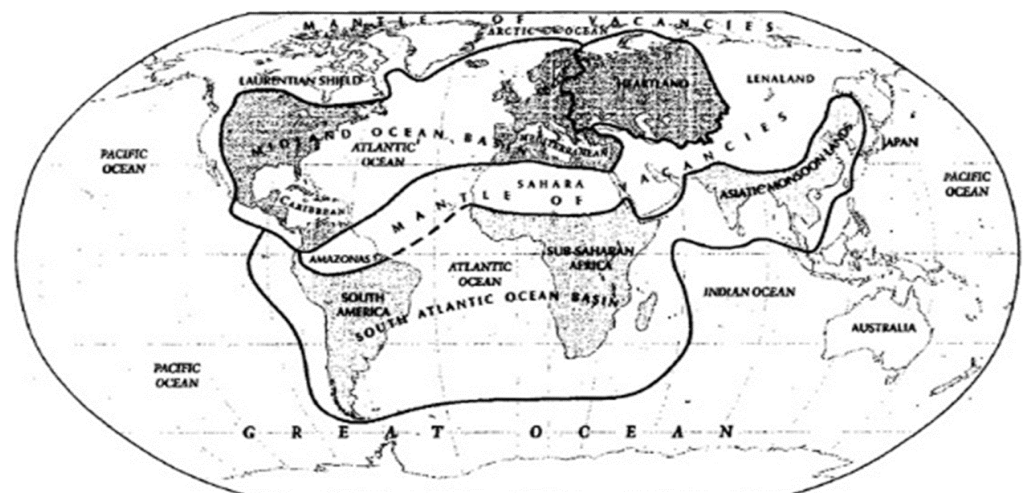 MANTLE OF VACANCIES
ARCTIC OCEAN
LAURENTIAN SHIELD
HEARTLAND
LENALAND
MIDLAND OCEAN BASIN
MEDITERRANEAN
ATLANTIC
OCEAN
PACIFIC
OCEAN
JAPAN
ASIATIC MONSOON LANDS
PACIFIC
OCEAN
SAHARA
MANTLE OF VACANCIES
CARIBBEAN
AMAZONAS
SUB-SAHARAN
AFRICA
ATLANTIC
OCEAN
SOUTH
AMERICA
SOUTH ATLANTIC OCEAN BASIN
INDIAN OCEAN
AUSTRALIA
PACIFIC
OCEAN
GREAT OCEAN